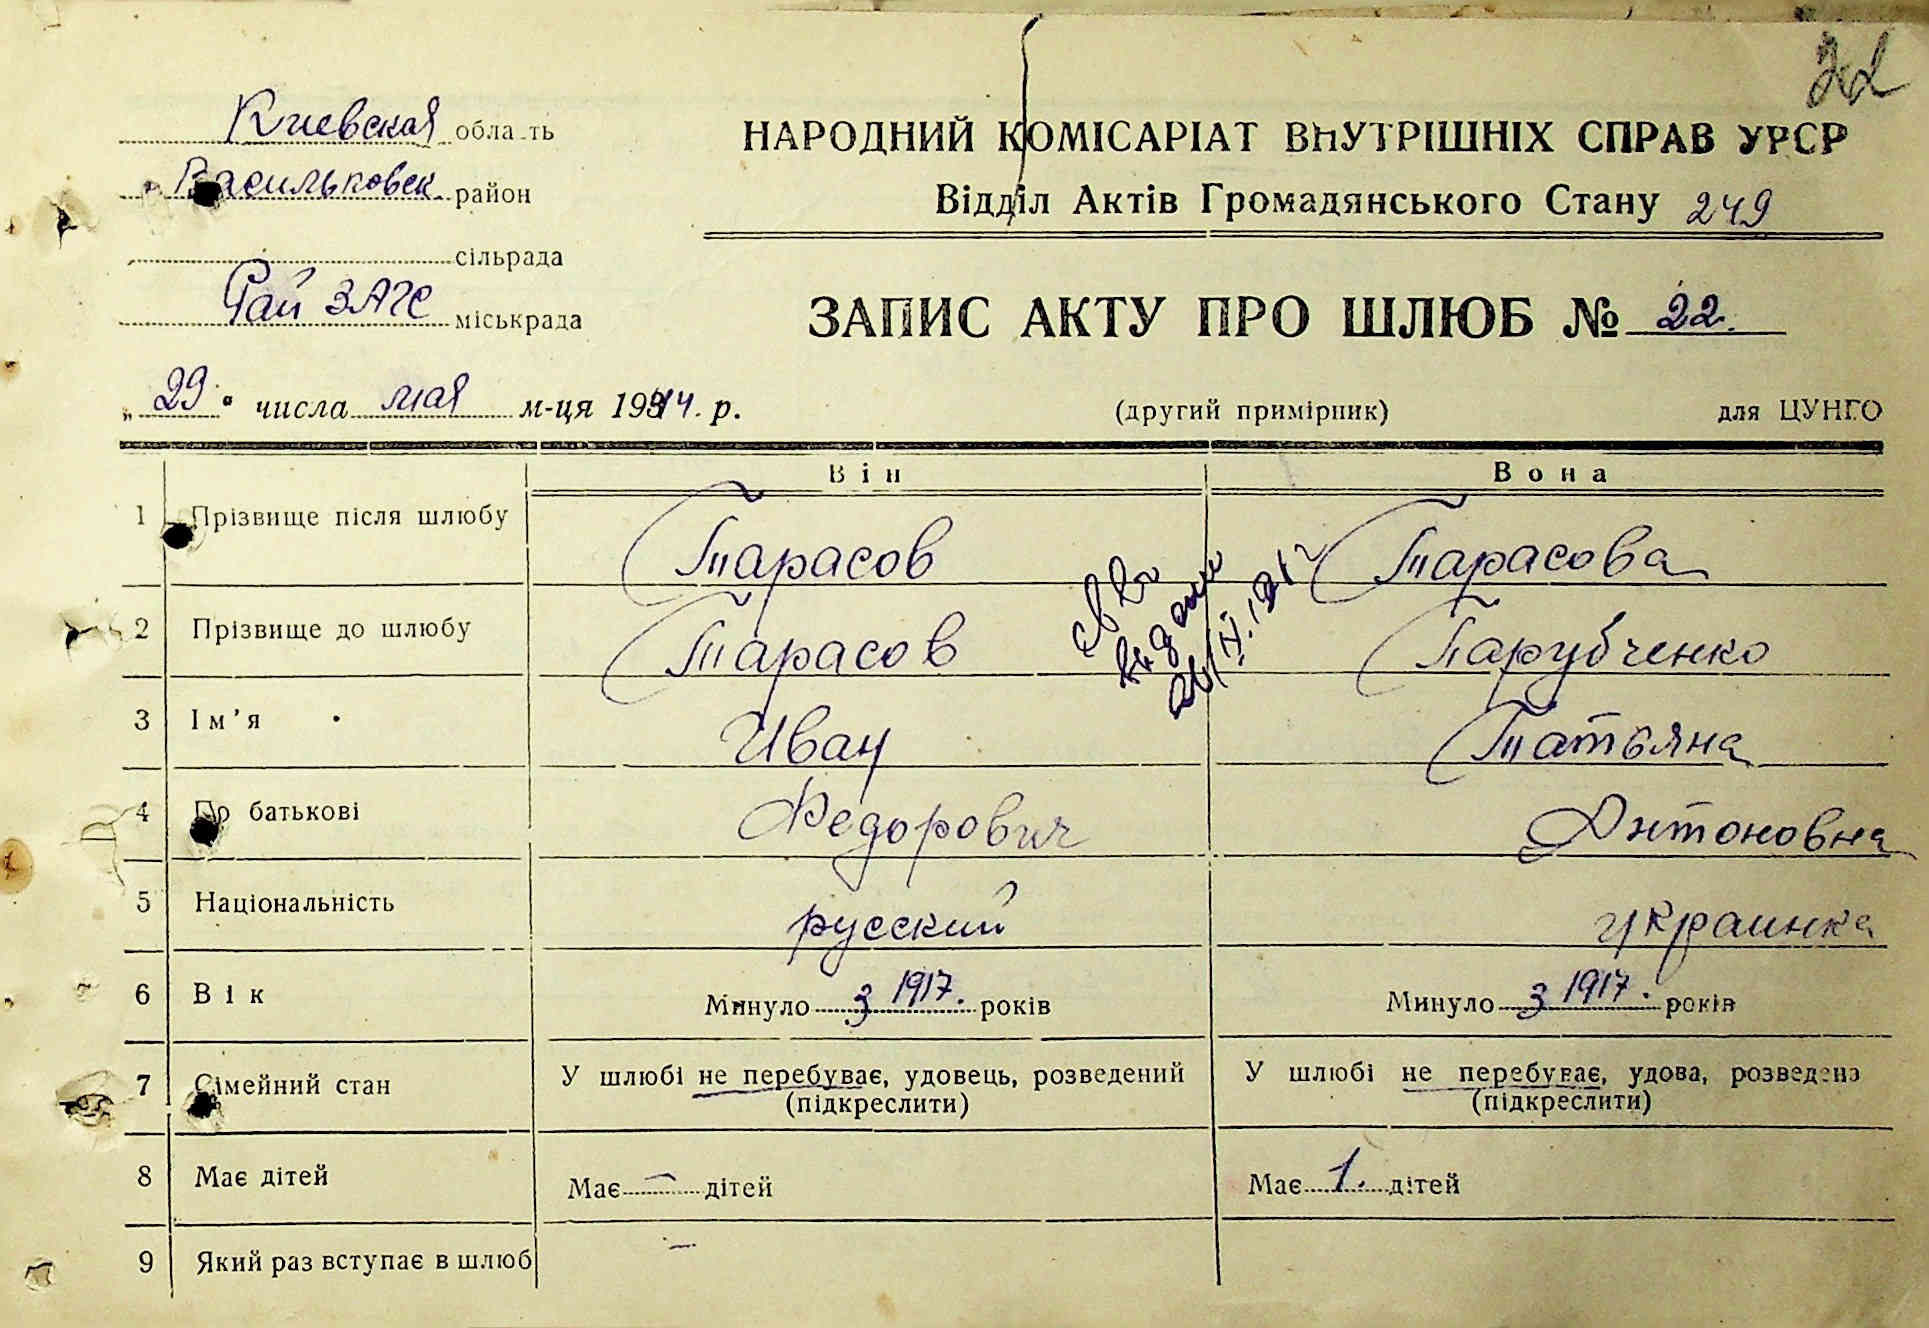 22
Киевская область
Васильковск район
сільрада
Рай ЗАГС міськрада
НАРОДНИЙ КОМІСАРІАТ ВНУТРІШНІХ СПРАВ УРСР
Відділ Актів Громадянського Стану 249
ЗАПИС АКТУ ПРО ШЛЮБ № 22.
„29" числа мая м-ця 1944. р.
(другий примірник) для ЦУНГО
Він Вона
1 Прізвище після шлюбу Тарасов Тарасова
2 Прізвище до шлюбу Тарасов Парубченко
3 Ім'я Иван Татьяна
4 По батькові Федорович Антоновна
5 Національність русский украинка
6 Вік Минуло з 1917. років Минуло з 1917. років
7 Сімейний стан У шлюбі не перебуває, удовець, розведений У шлюбі не перебуває, удова, розведена
(підкреслити) (підкреслити)
8 Має дітей Має — дітей Має 1. дітей
9 Який раз вступає в шлюб —